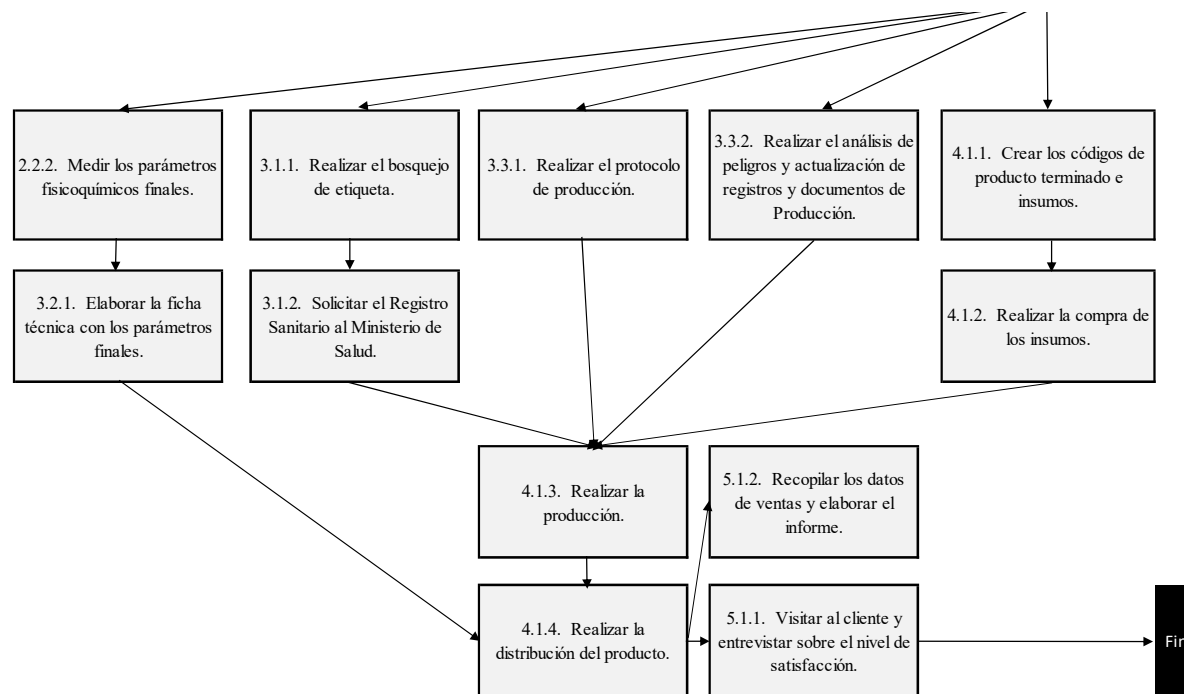 2.2.2. Medir los parámetros
fisicoquímicos finales.
3.1.1. Realizar el bosquejo
de etiqueta.
3.3.1. Realizar el protocolo
de producción.
3.3.2. Realizar el análisis de
peligros y actualización de
registros y documentos de
Producción.
4.1.1. Crear los códigos de
producto terminado e
insumos.
3.2.1. Elaborar la ficha
técnica con los parámetros
finales.
3.1.2. Solicitar el Registro
Sanitario al Ministerio de
Salud.
4.1.2. Realizar la compra de
los insumos.
4.1.3. Realizar la
producción.
5.1.2. Recopilar los datos
de ventas y elaborar el
informe.
4.1.4. Realizar la
distribución del producto.
5.1.1. Visitar al cliente y
entrevistar sobre el nivel de
satisfacción.